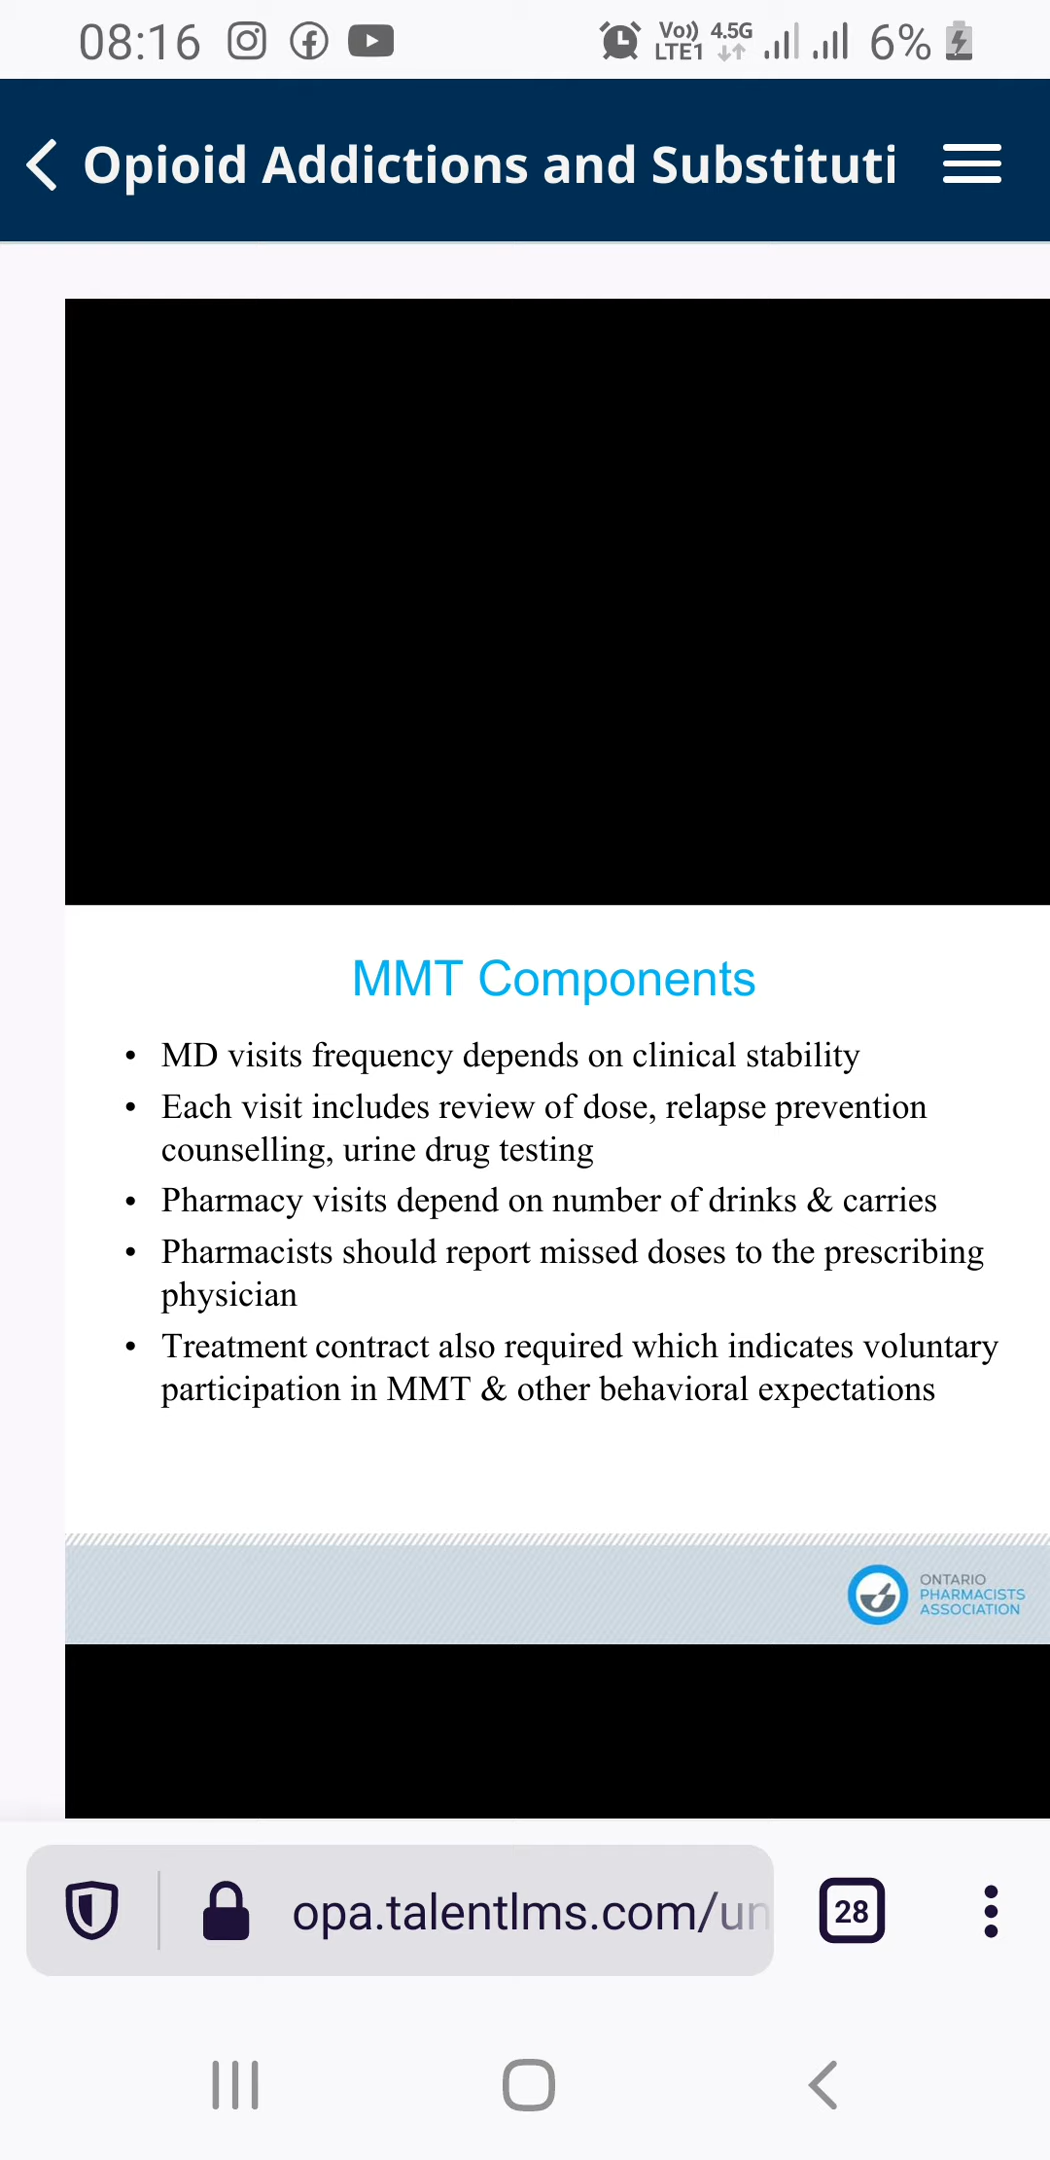 08:16 Vo)) LTE1 4.5G 6%
Opioid Addictions and Substituti
MMT Components
• MD visits frequency depends on clinical stability
• Each visit includes review of dose, relapse prevention
counselling, urine drug testing
• Pharmacy visits depend on number of drinks & carries
• Pharmacists should report missed doses to the prescribing
physician
• Treatment contract also required which indicates voluntary
participation in MMT & other behavioral expectations
ONTARIO
PHARMACISTS
ASSOCIATION
opa.talentlms.com/un
28